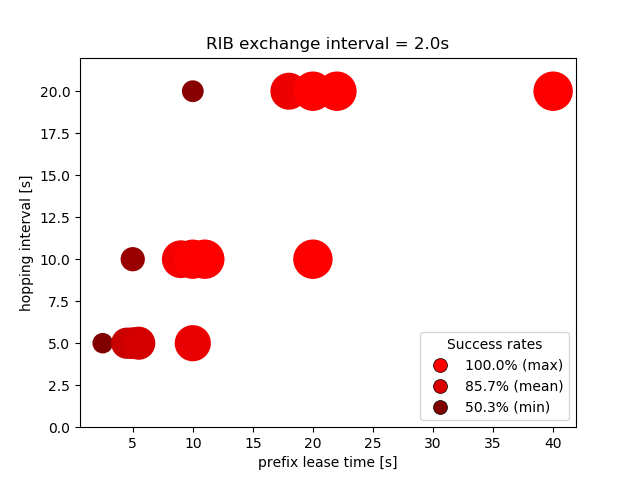 RIB exchange interval = 2.0s
hopping interval [s]
20.0
17.5
15.0
12.5
10.0
7.5
5.0
2.5
0.0
5
10
15
20
25
30
35
40
prefix lease time [s]
Success rates
100.0% (max)
85.7% (mean)
50.3% (min)